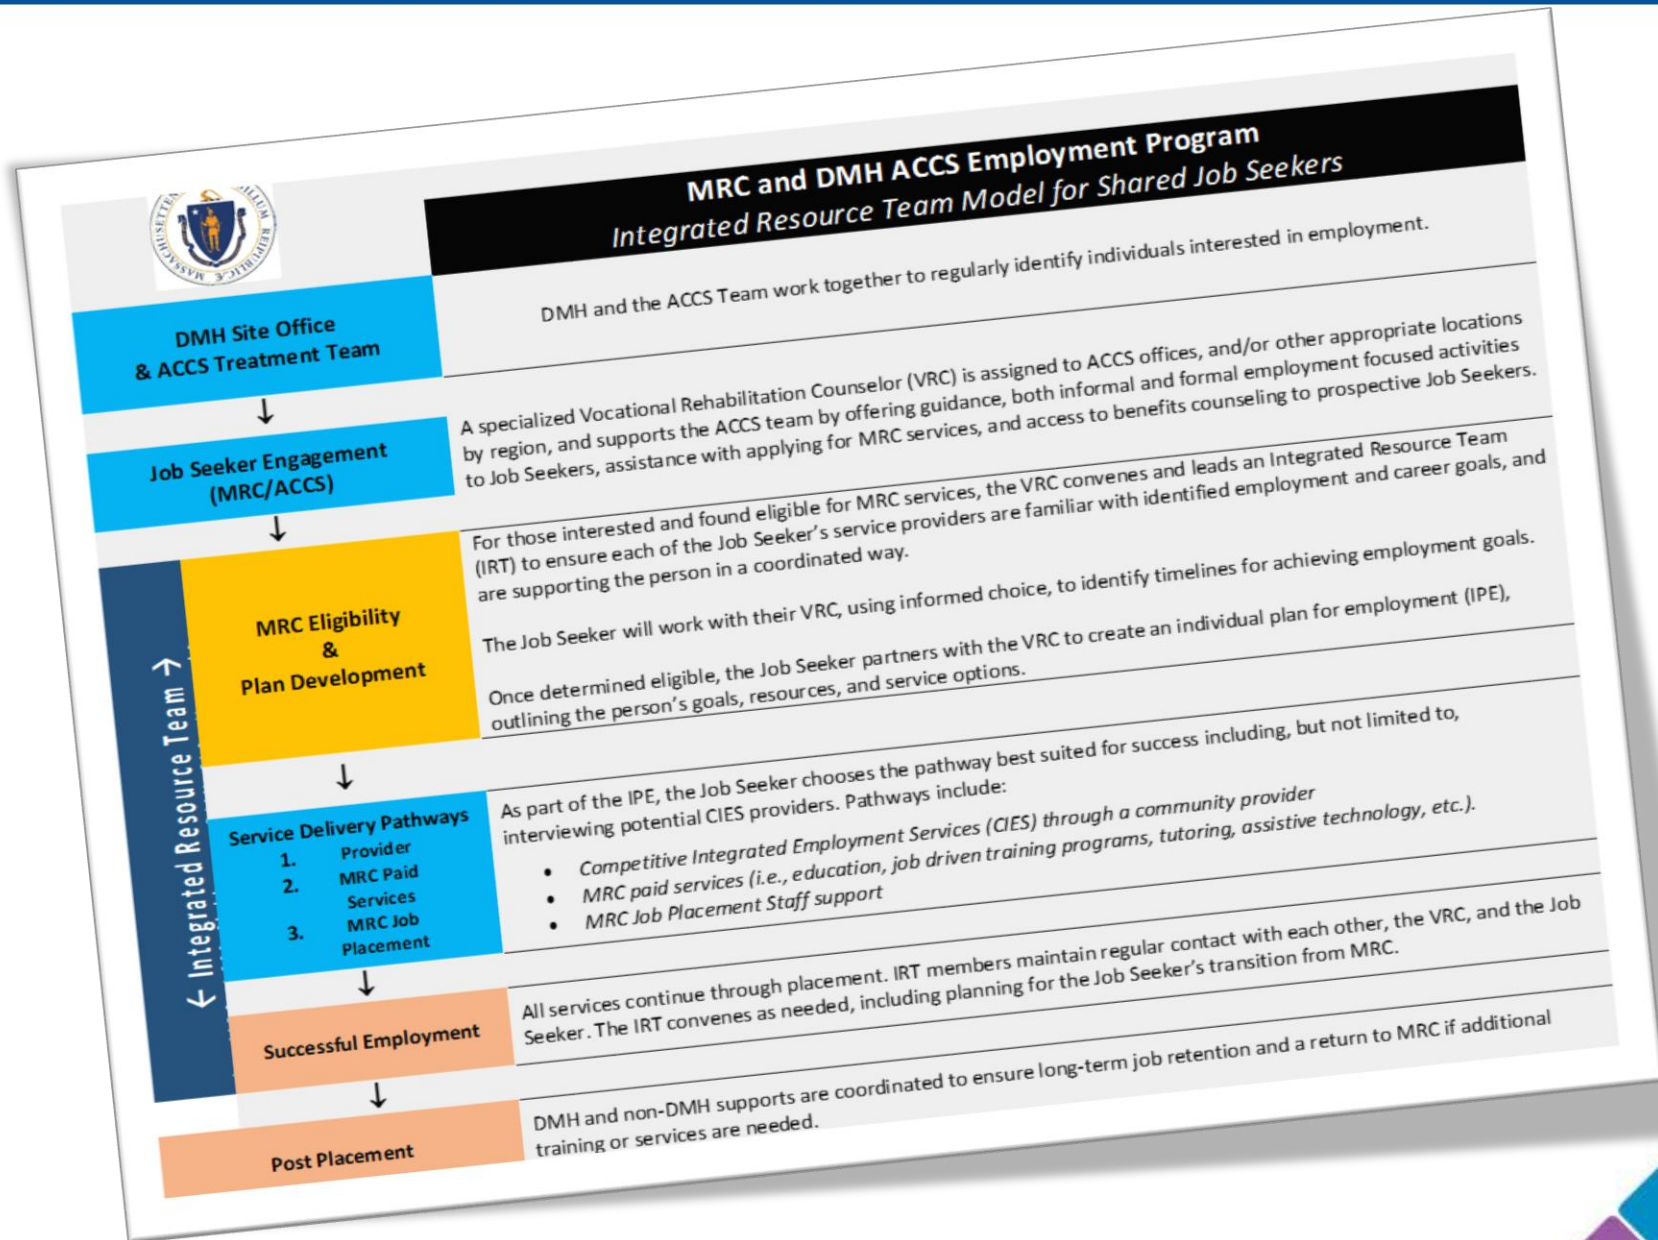 MRC and DMH ACCS Employment Program
Integrated Resource Team Model for Shared Job Seekers
DMH Site Office
& ACCS Treatment Team
DMH and the ACCS Team work together to regularly identify individuals interested in employment.
↓
Job Seeker Engagement
(MRC/ACCS)
A specialized Vocational Rehabilitation Counselor (VRC) is assigned to ACCS offices, and/or other appropriate locations
by region, and supports the ACCS team by offering guidance, both informal and formal employment focused activities
to Job Seekers, assistance with applying for MRC services, and access to benefits counseling to prospective Job Seekers.
↓
← Integrated Resource Team →
MRC Eligibility
&
Plan Development
For those interested and found eligible for MRC services, the VRC convenes and leads an Integrated Resource Team
(IRT) to ensure each of the Job Seeker's service providers are familiar with identified employment and career goals, and
are supporting the person in a coordinated way.
The Job Seeker will work with their VRC, using informed choice, to identify timelines for achieving employment goals.
Once determined eligible, the Job Seeker partners with the VRC to create an individual plan for employment (IPE),
outlining the person's goals, resources, and service options.
↓
Service Delivery Pathways
1. Provider
2. MRC Paid
Services
3. MRC Job
Placement
As part of the IPE, the Job Seeker chooses the pathway best suited for success including, but not limited to,
interviewing potential CIES providers. Pathways include:
• Competitive Integrated Employment Services (CIES) through a community provider
• MRC paid services (i.e., education, job driven training programs, tutoring, assistive technology, etc.).
• MRC Job Placement Staff support
↓
Successful Employment
All services continue through placement. IRT members maintain regular contact with each other, the VRC, and the Job
Seeker. The IRT convenes as needed, including planning for the Job Seeker's transition from MRC.
↓
Post Placement
DMH and non-DMH supports are coordinated to ensure long-term job retention and a return to MRC if additional
training or services are needed.